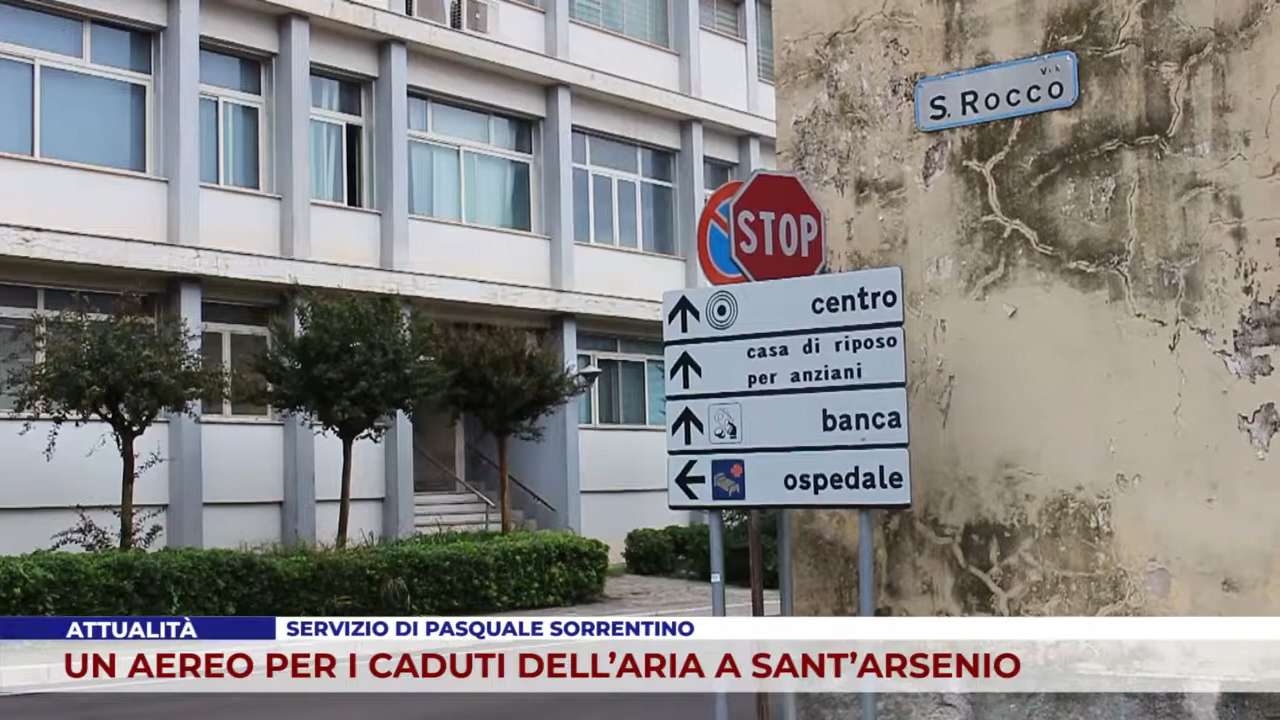 Via
S. Rocco
STOP
centro
casa di riposo
per anziani
banca
ospedale
ATTUALITÀ
SERVIZIO DI PASQUALE SORRENTINO
UN AEREO PER I CADUTI DELL'ARIA A SANT'ARSENIO